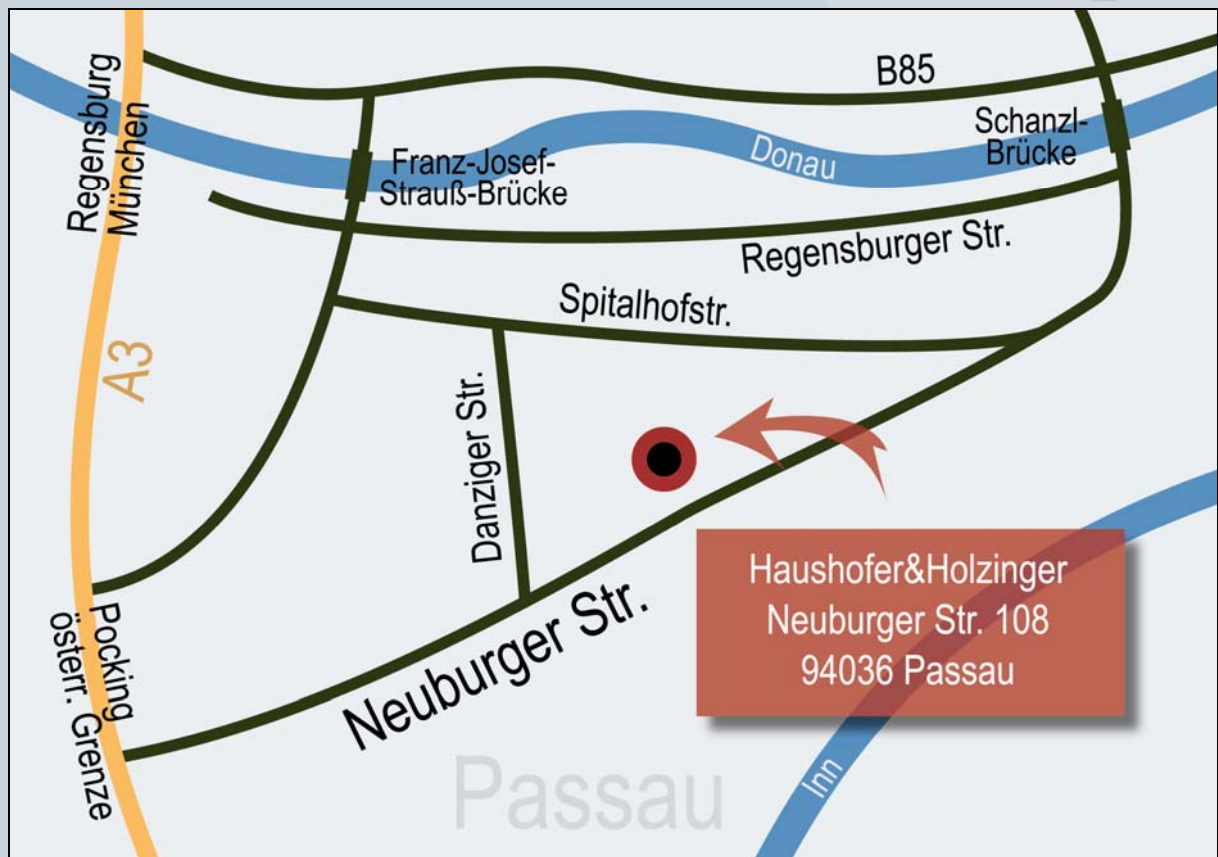 B85
Regensburg
München
Schanzl-
Brücke
Donau
Franz-Josef-
Strauß-Brücke
Regensburger Str.
Spitalhofstr.
A3
Danziger Str.
Haushofer&Holzinger
Neuburger Str. 108
94036 Passau
Neuburger Str.
Pocking
österr. Grenze
Passau
Inn